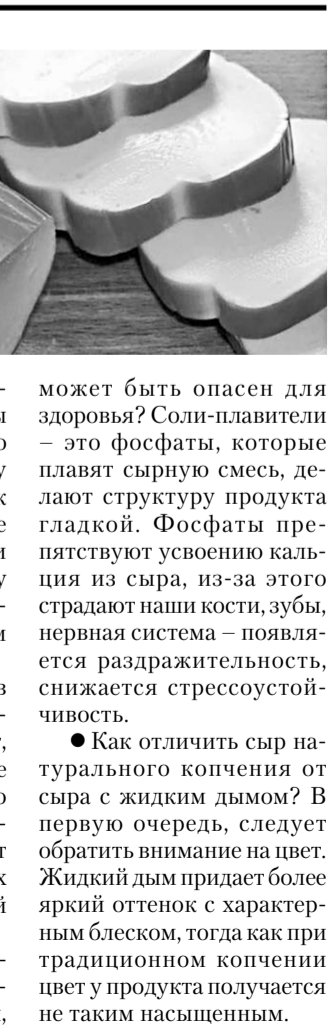 может быть опасен для
здоровья? Соли-плавители
– это фосфаты, которые
плавят сырную смесь, де-
лают структуру продукта
гладкой. Фосфаты пре-
пятствуют усвоению каль-
ция из сыра, из-за этого
страдают наши кости, зубы,
нервная система – появля-
ется раздражительность,
снижается стрессоустой-
чивость.
● Как отличить сыр на-
турального копчения от
сыра с жидким дымом? В
первую очередь, следует
обратить внимание на цвет.
Жидкий дым придает более
яркий оттенок с характер-
ным блеском, тогда как при
традиционном копчении
цвет у продукта получается
не таким насыщенным.